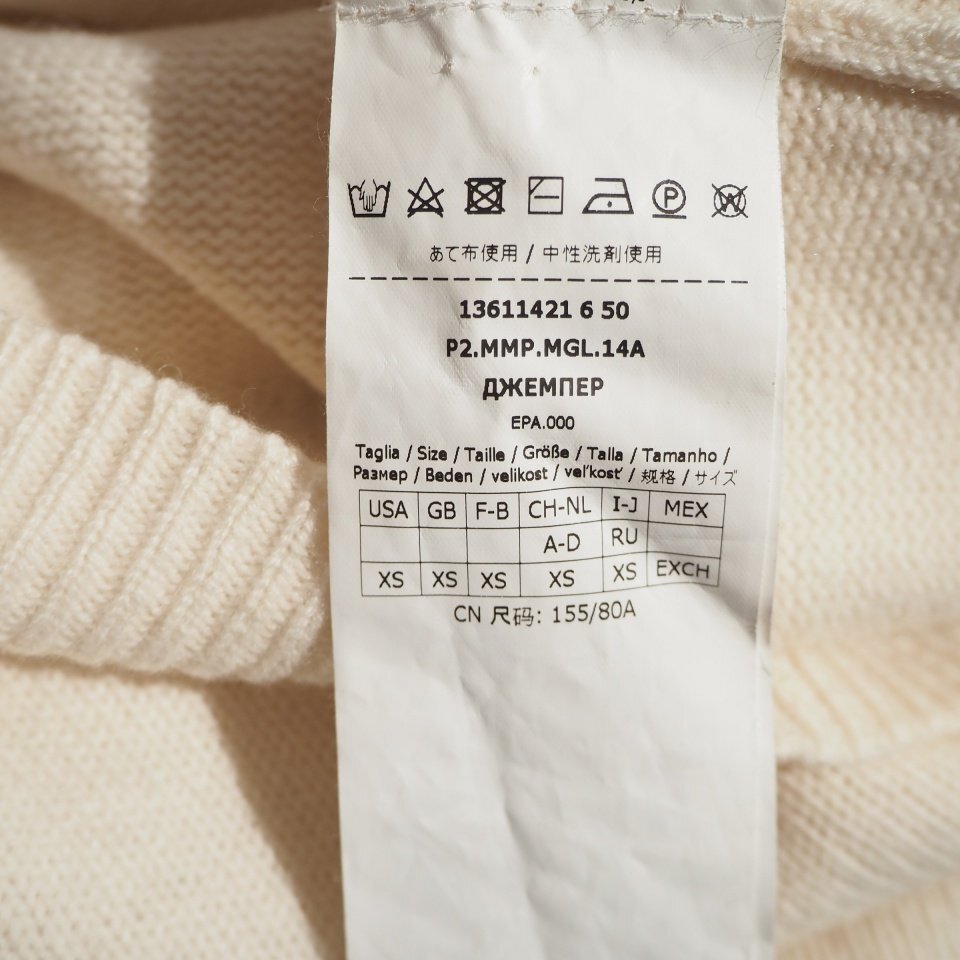 P
W
あて布使用 / 中性洗剤使用
13611421 6 50
P2.MMP.MGL.14A
ДЖЕМПЕР
EPA.000
Taglia / Size / Taille / Größe / Talla / Tamanho /
Размер / Beden / velikost / veľkosť / 规格 / サイズ
USA GB F-B CH-NL I-J MEX
A-D RU
XS XS XS XS XS EXCH
CN 尺码: 155/80A